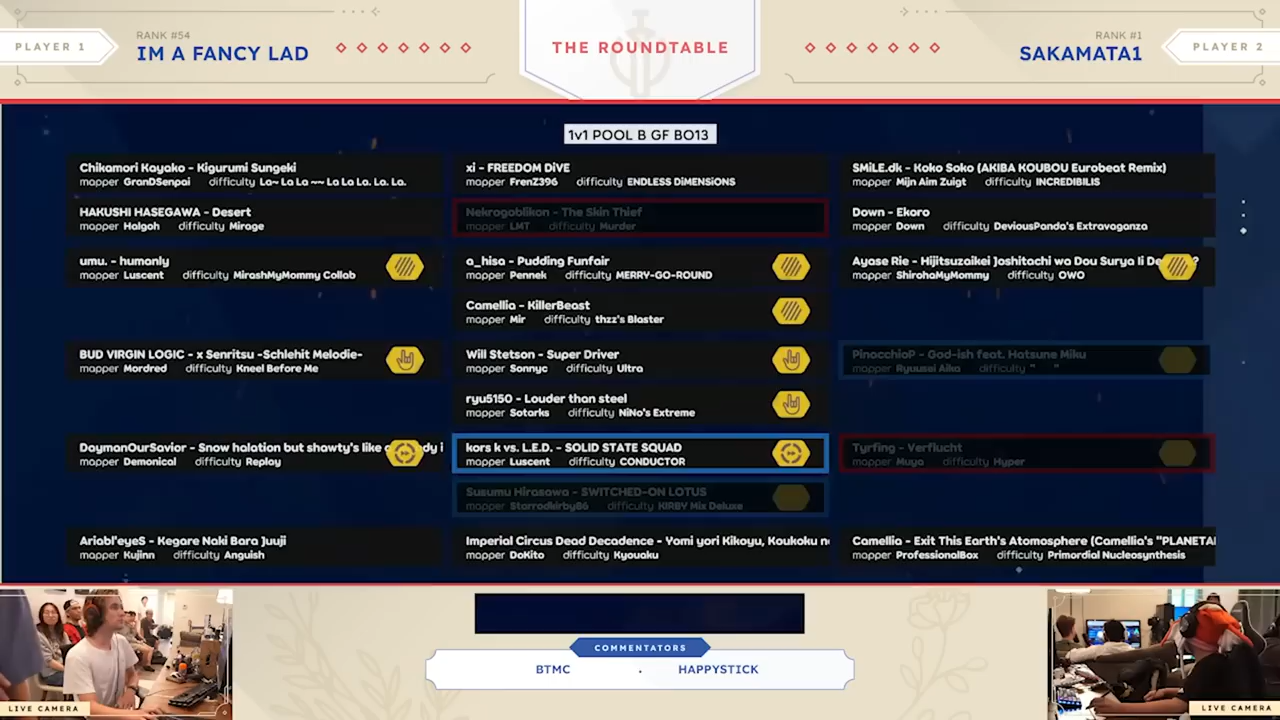 PLAYER 1
RANK #54
IM A FANCY LAD
THE ROUNDTABLE
RANK #1
SAKAMATA1
PLAYER 2
1v1 POOL B GF BO13
Chikamori Kayako - Kigurumi Sungeki
mapper GranDSenpai difficulty La~ La La ~~ La La La. La. La.
xi - FREEDOM DiVE
mapper FrenZ396 difficulty ENDLESS DiMENSiONS
SMiLE.dk - Koko Soko (AKIBA KOUBOU Eurobeat Remix)
mapper Mijn Aim Zuigt difficulty INCREDIBILIS
HAKUSHI HASEGAWA - Desert
mapper Halgoh difficulty Mirage
Nekrogoblikon - The Skin Thief
mapper LMT difficulty Murder
Down - Ekoro
mapper Down difficulty DeviousPanda's Extravaganza
umu. - humanly
mapper Luscent difficulty MirashMyMommy Collab
a_hisa - Pudding Funfair
mapper Pennek difficulty MERRY-GO-ROUND
Ayase Rie - Hijitsuzaikei Joshitachi wa Dou Surya Ii De ?
mapper ShirohaMyMommy difficulty OWO
Camellia - KillerBeast
mapper Mir difficulty thzz's Blaster
BUD VIRGIN LOGIC - x Senritsu -Schlehit Melodie-
mapper Mordred difficulty Kneel Before Me
Will Stetson - Super Driver
mapper Sonnyc difficulty Ultra
PinocchioP - God-ish feat. Hatsune Miku
mapper Ryuusei Aika difficulty " "
ryu5150 - Louder than steel
mapper Sotarks difficulty NiNo's Extreme
DaymanOurSavior - Snow halation but shawty's like a dy i
mapper Demonical difficulty Replay
kors k vs. L.E.D. - SOLID STATE SQUAD
mapper Luscent difficulty CONDUCTOR
Tyrfing - Verflucht
mapper Muya difficulty Hyper
Susumu Hirasawa - SWITCHED-ON LOTUS
mapper Starrodkirby86 difficulty KIRBY Mix Deluxe
Ariabl'eyeS - Kegare Naki Bara Juuji
mapper Kujinn difficulty Anguish
Imperial Circus Dead Decadence - Yomi yori Kikoyu, Koukoku n
mapper DoKito difficulty Kyouaku
Camellia - Exit This Earth's Atomosphere (Camellia's "PLANETA
mapper ProfessionalBox difficulty Primordial Nucleosynthesis
COMMENTATORS
BTMC · HAPPYSTICK
LIVE CAMERA
LIVE CAMERA